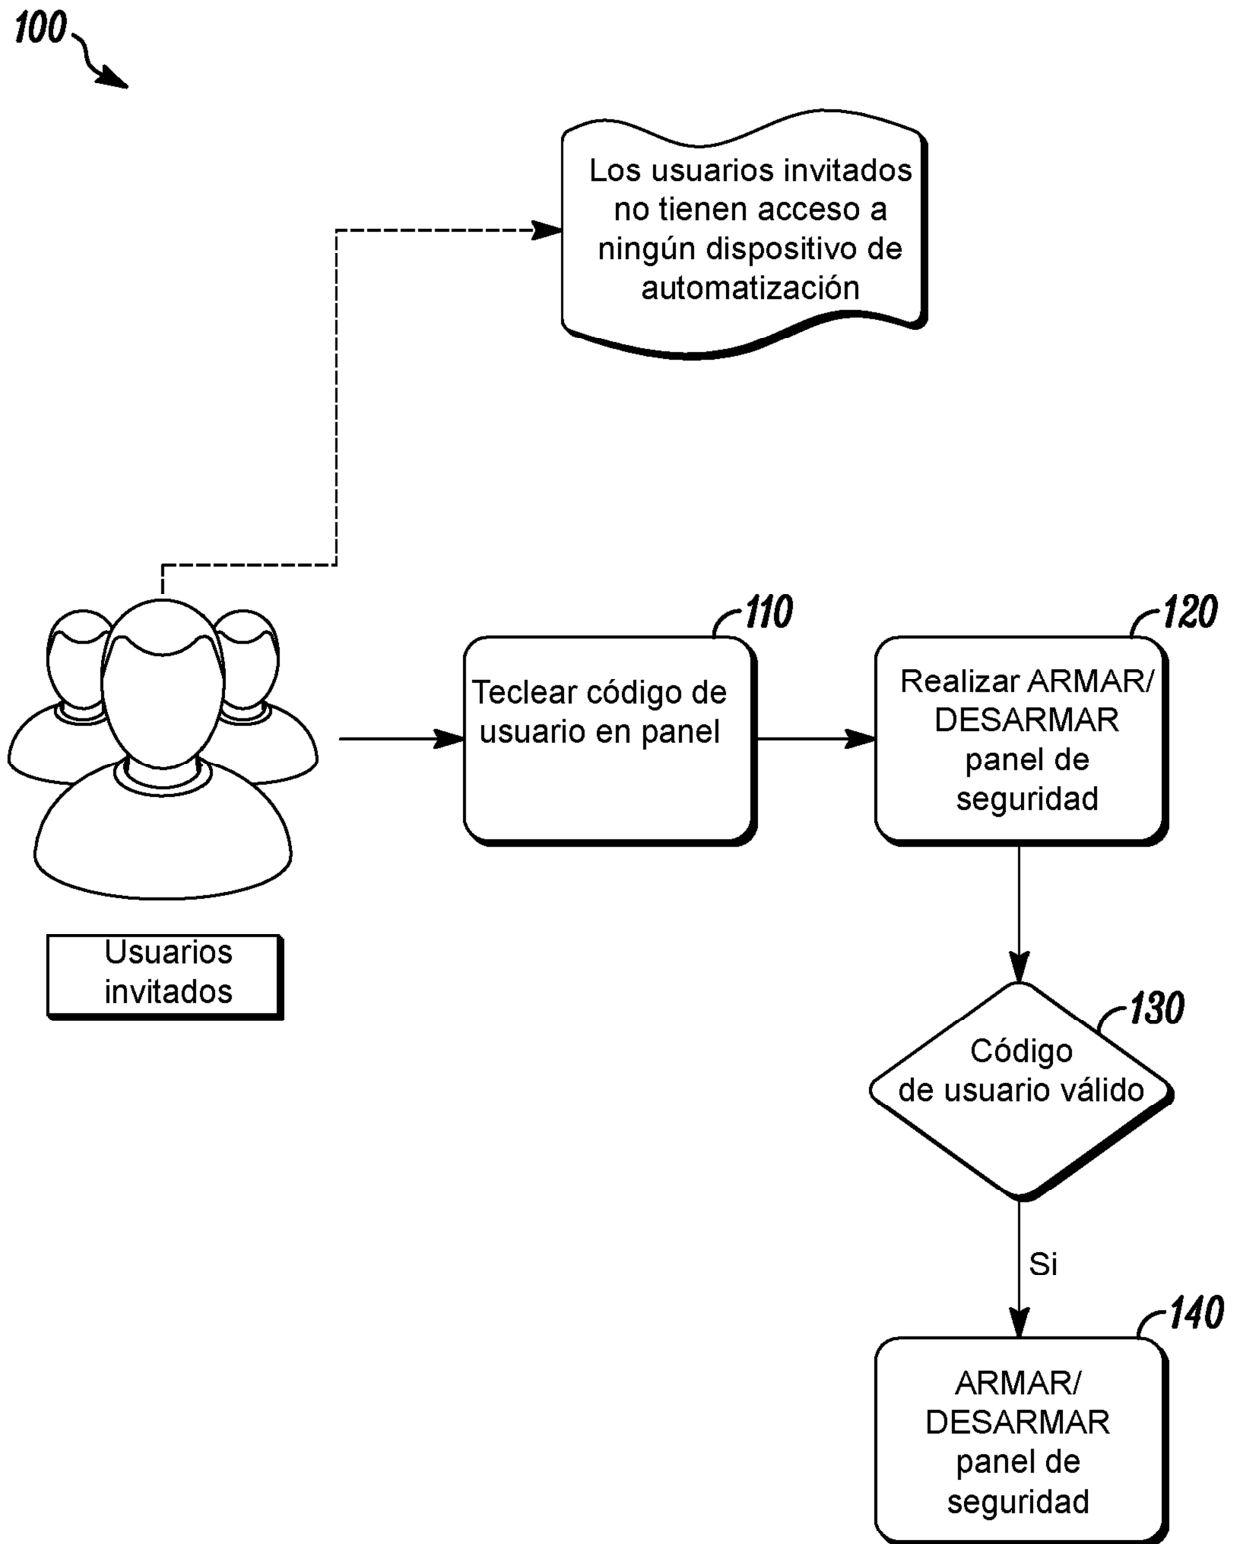 100
Los usuarios invitados
no tienen acceso a
ningún dispositivo de
automatización
110
Teclear código de
usuario en panel
120
Realizar ARMAR/
DESARMAR
panel de
seguridad
Usuarios
invitados
130
Código
de usuario válido
Si
140
ARMAR/
DESARMAR
panel de
seguridad